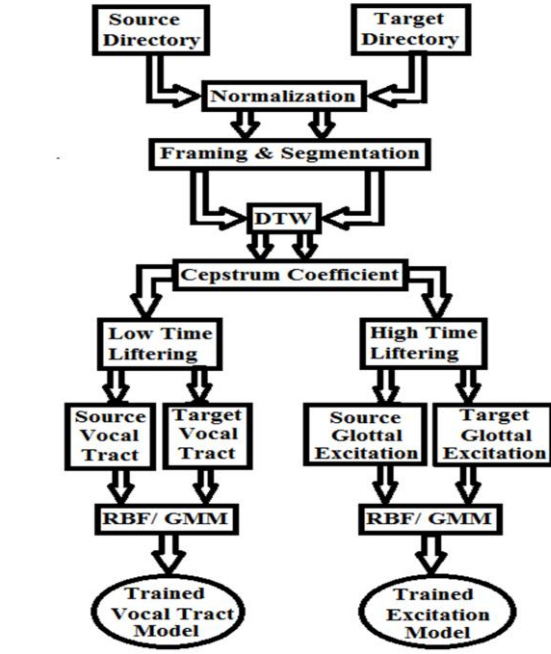 Source
Directory
Target
Directory
Normalization
Framing & Segmentation
DTW
Cepstrum Coefficient
Low Time
Liftering
High Time
Liftering
Source
Vocal
Tract
Target
Vocal
Tract
Source
Glottal
Excitation
Target
Glottal
Excitation
RBF/ GMM
RBF/ GMM
Trained
Vocal Tract
Model
Trained
Excitation
Model